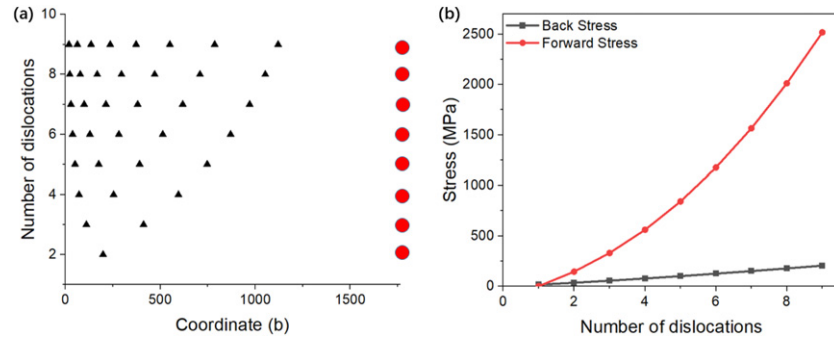 (a)
10
8
6
4
2
Number of dislocations
0
500
1000
1500
Coordinate (b)
(b)
Back Stress
Forward Stress
2500
2000
1500
1000
500
0
Stress (MPa)
0
2
4
6
8
Number of dislocations